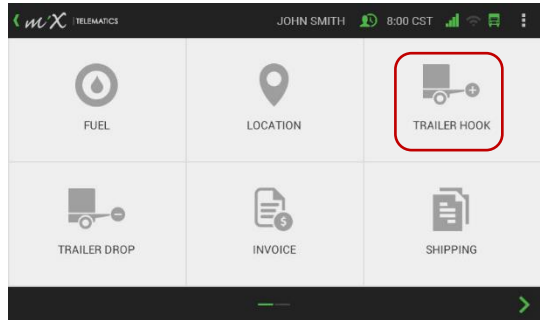 miX TELEMATICS JOHN SMITH 8:00 CST
FUEL LOCATION TRAILER HOOK
TRAILER DROP INVOICE SHIPPING